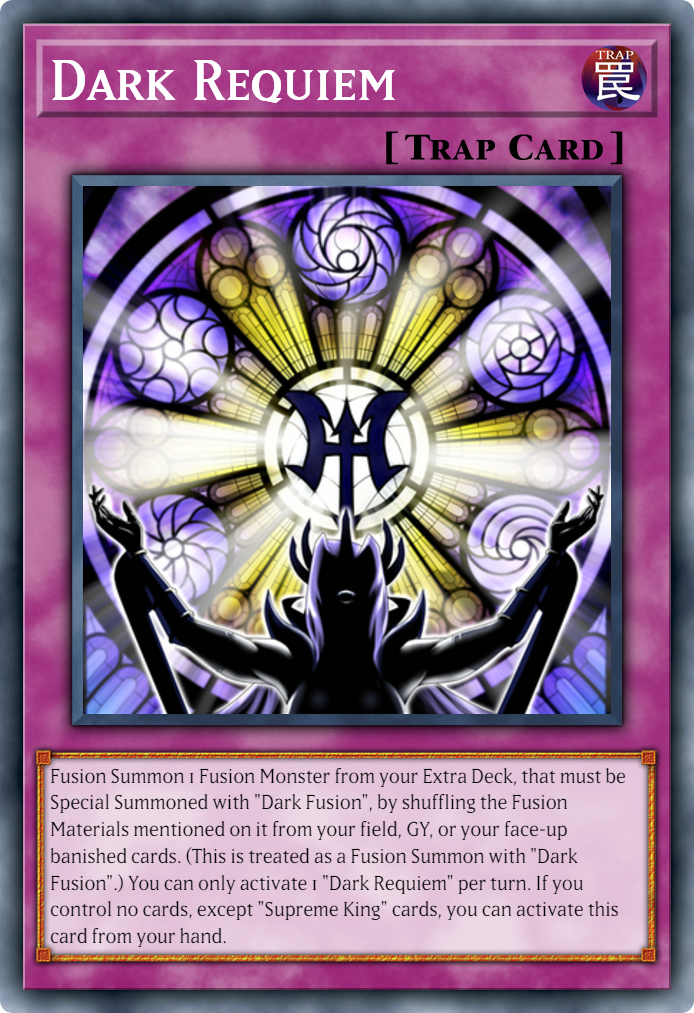 Dark Requiem
TRAP
罠
[Trap Card]
Fusion Summon 1 Fusion Monster from your Extra Deck, that must be
Special Summoned with "Dark Fusion", by shuffling the Fusion
Materials mentioned on it from your field, GY, or your face-up
banished cards. (This is treated as a Fusion Summon with "Dark
Fusion".) You can only activate 1 "Dark Requiem" per turn. If you
control no cards, except "Supreme King" cards, you can activate this
card from your hand.